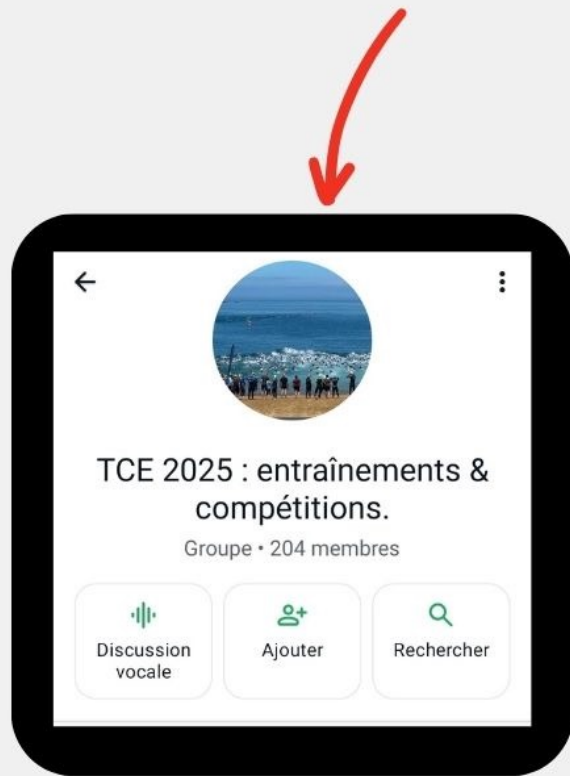 TCE 2025 : entraînements &
compétitions.
Groupe • 204 membres
Discussion
vocale
Ajouter
Rechercher